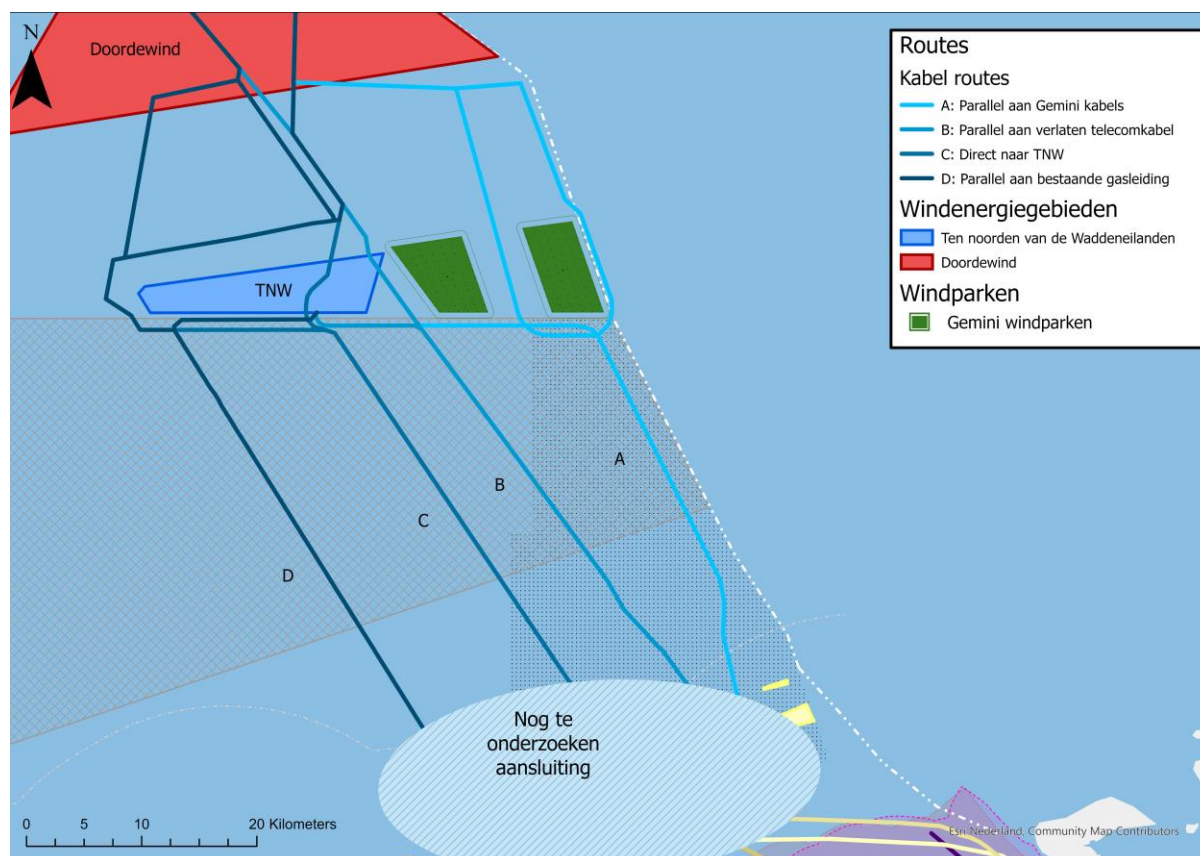 N
Doordewind
TNW
A
B
C
D
Nog te
onderzoeken
aansluiting
0 5 10 20 Kilometers
Esri Nederland, Community Map Contributors
Routes
Kabel routes
A: Parallel aan Gemini kabels
B: Parallel aan verlaten telecomkabel
C: Direct naar TNW
D: Parallel aan bestaande gasleiding
Windenergiegebieden
Ten noorden van de Waddeneilanden
Doordewind
Windparken
Gemini windparken